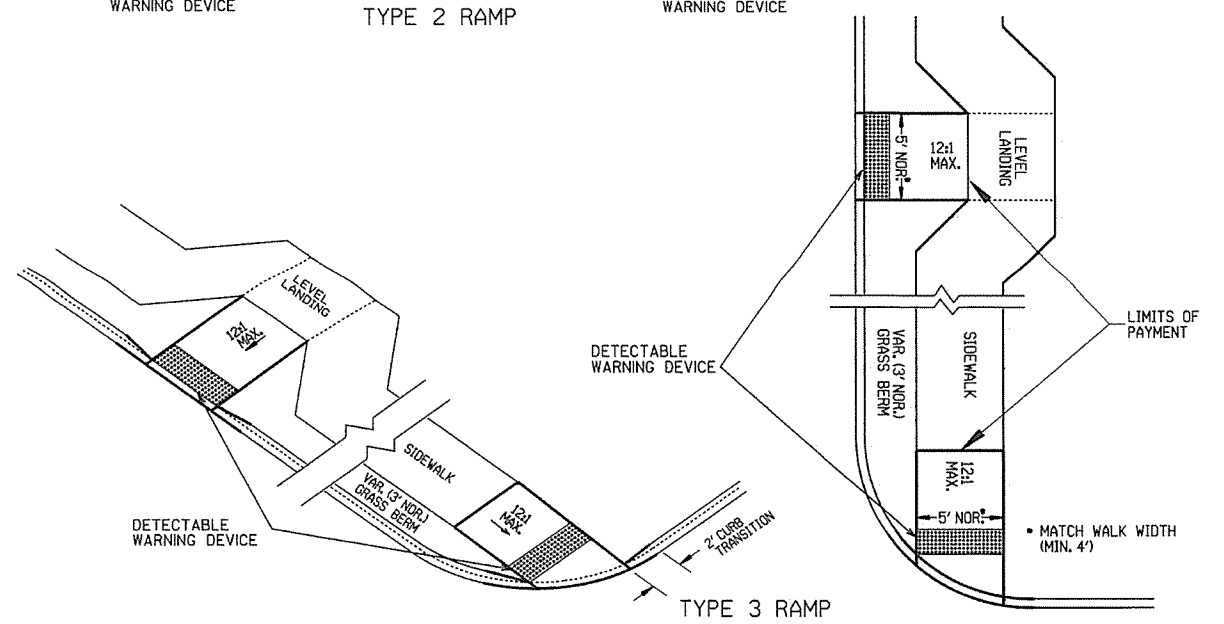 WARNING DEVICE
WARNING DEVICE
TYPE 2 RAMP
5' NOR.*
12:1
MAX.
LEVEL
LANDING
LEVEL
LANDING
12:1
MAX.
DETECTABLE
WARNING DEVICE
VAR. (3' NOR.)
GRASS BERM
SIDEWALK
LIMITS OF
PAYMENT
SIDEWALK
VAR. (3' NOR.)
GRASS BERM
12:1
MAX.
12:1
MAX.
DETECTABLE
WARNING DEVICE
2' CURB
TRANSITION
5' NOR.*
* MATCH WALK WIDTH
(MIN. 4')
TYPE 3 RAMP